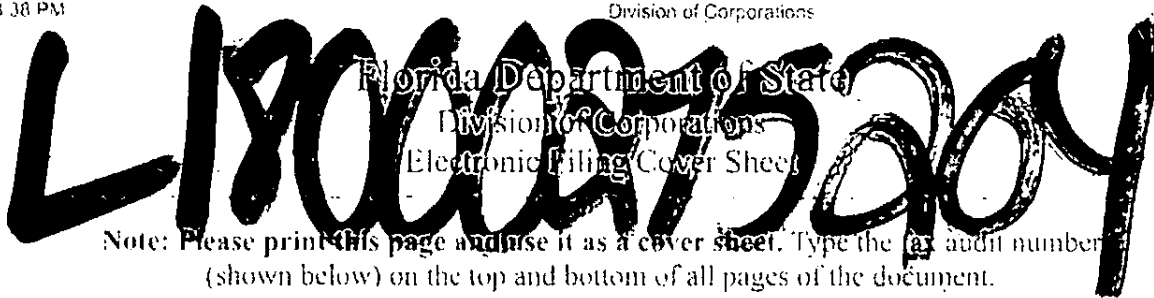 38 PM
Division of Corporations
L18000275204
Florida Department of State
Division of Corporations
Electronic Filing Cover Sheet
Note: Please print this page and use it as a cover sheet. Type the fax audit number
(shown below) on the top and bottom of all pages of the document.